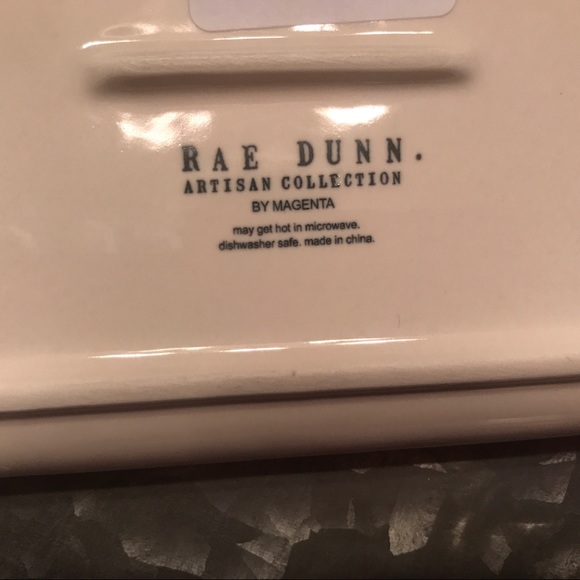 RAE DUNN.
ARTISAN COLLECTION
BY MAGENTA
may get hot in microwave.
dishwasher safe. made in china.